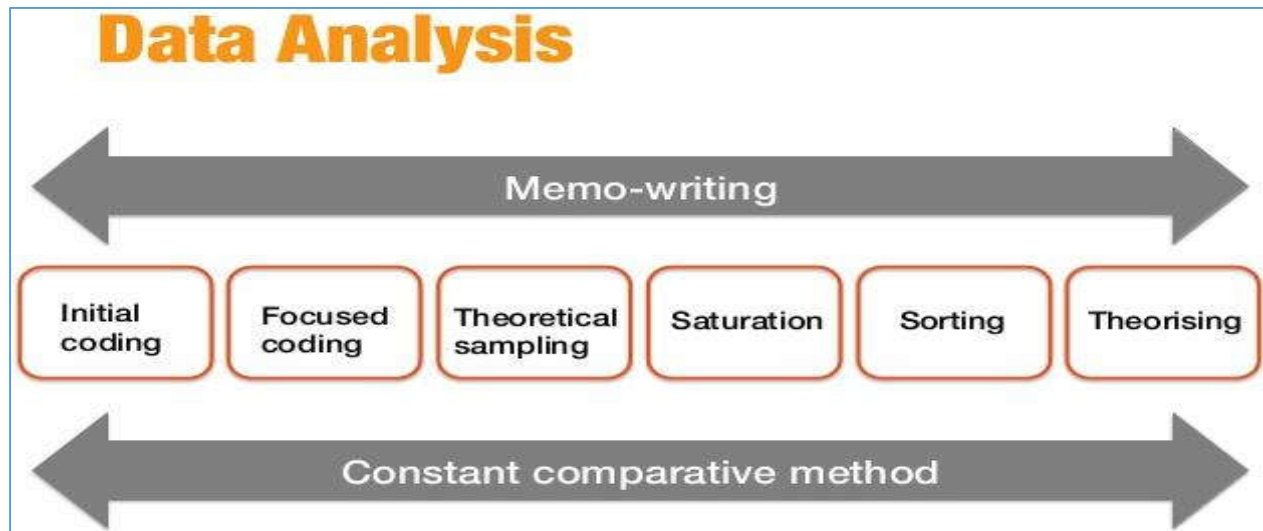 Data Analysis
Memo-writing
Initial
coding
Focused
coding
Theoretical
sampling
Saturation
Sorting
Theorising
Constant comparative method